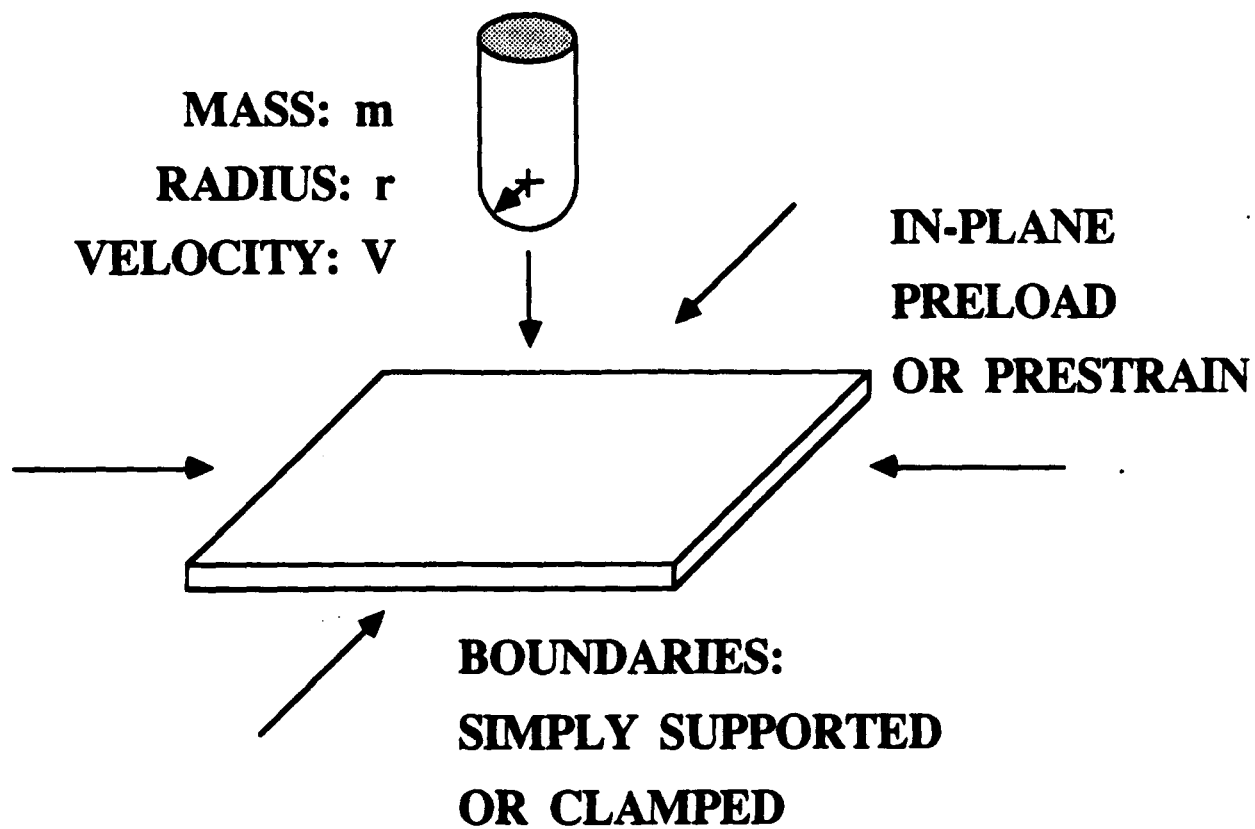 MASS: m
RADIUS: r
VELOCITY: V
IN-PLANE
PRELOAD
OR PRESTRAIN
BOUNDARIES:
SIMPLY SUPPORTED
OR CLAMPED